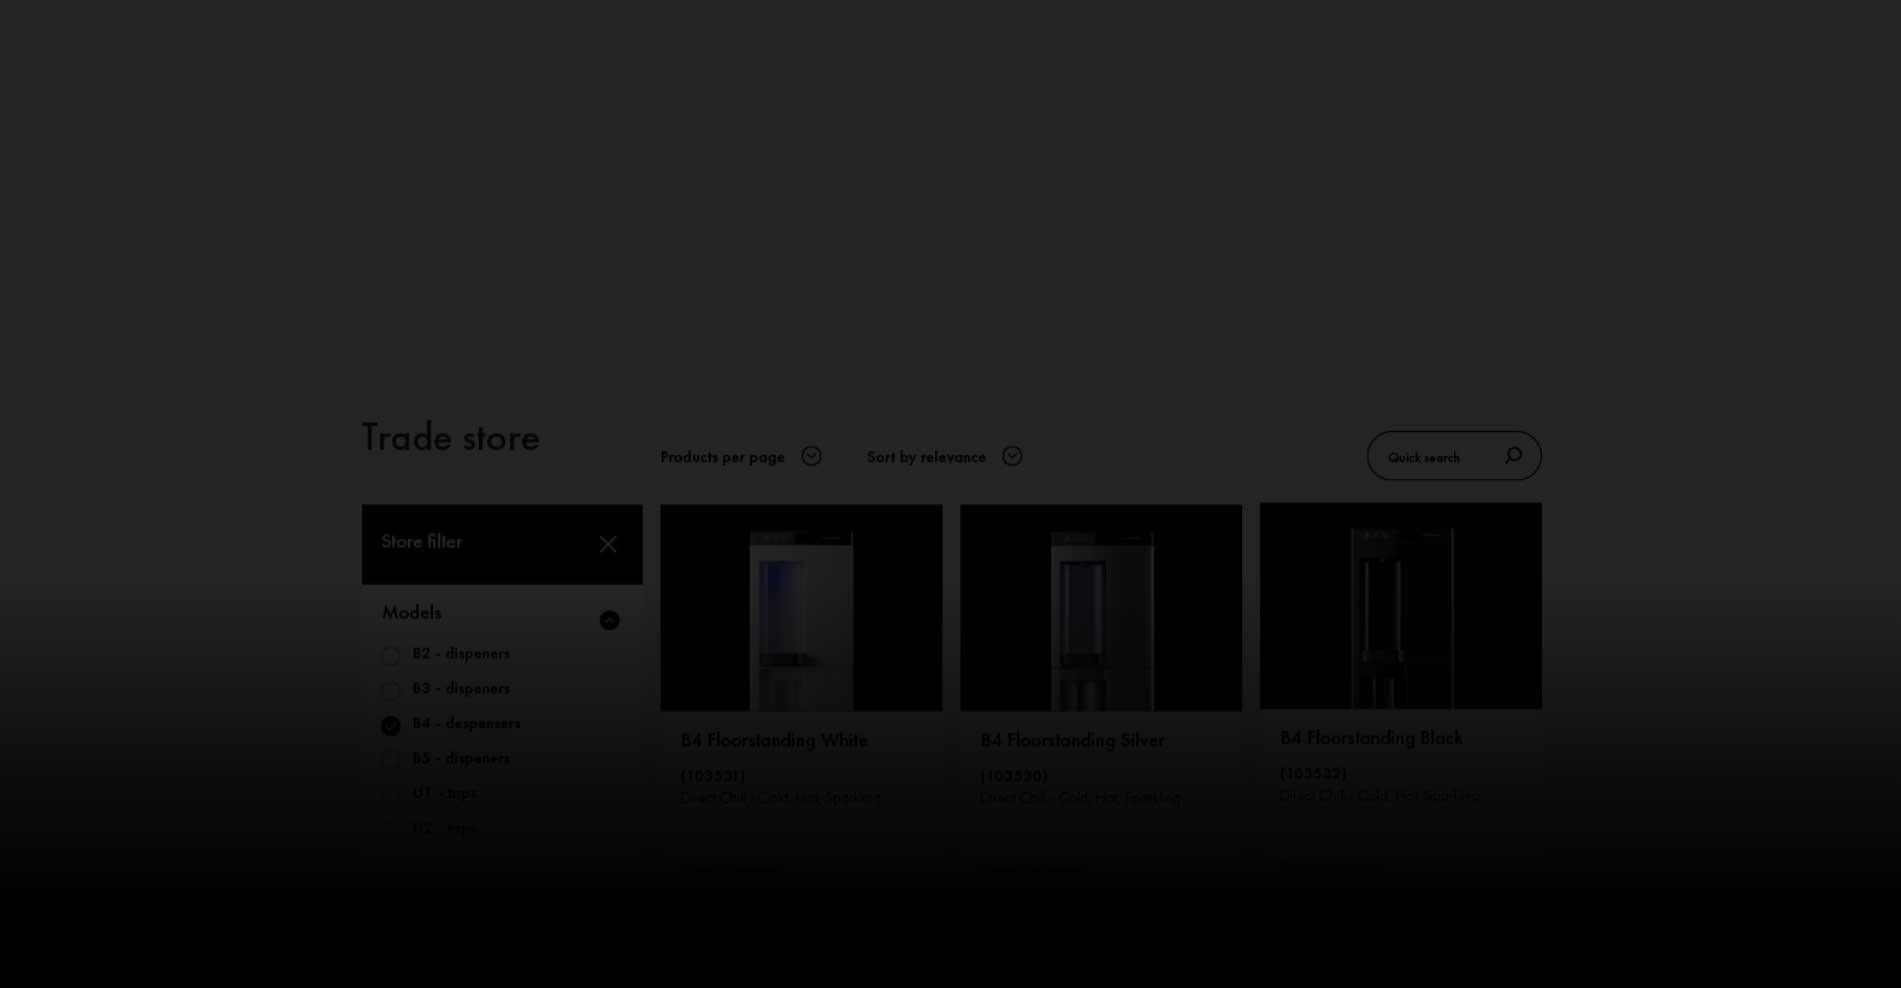 Trade store
Products per page
Sort by relevance
Quick search
Store filter
Models
B2 - dispeners
B3 - dispeners
B4 - despensers
B5 - dispeners
U1 - taps
U2 - taps
B4 Floorstanding White
(103531)
Direct Chill - Cold, Hot, Sparkling
B4 Floorstanding Silver
(103530)
Direct Chill - Cold, Hot, Sparkling
B4 Floorstanding Black
(103532)
Direct Chill - Cold, Hot, Sparkling